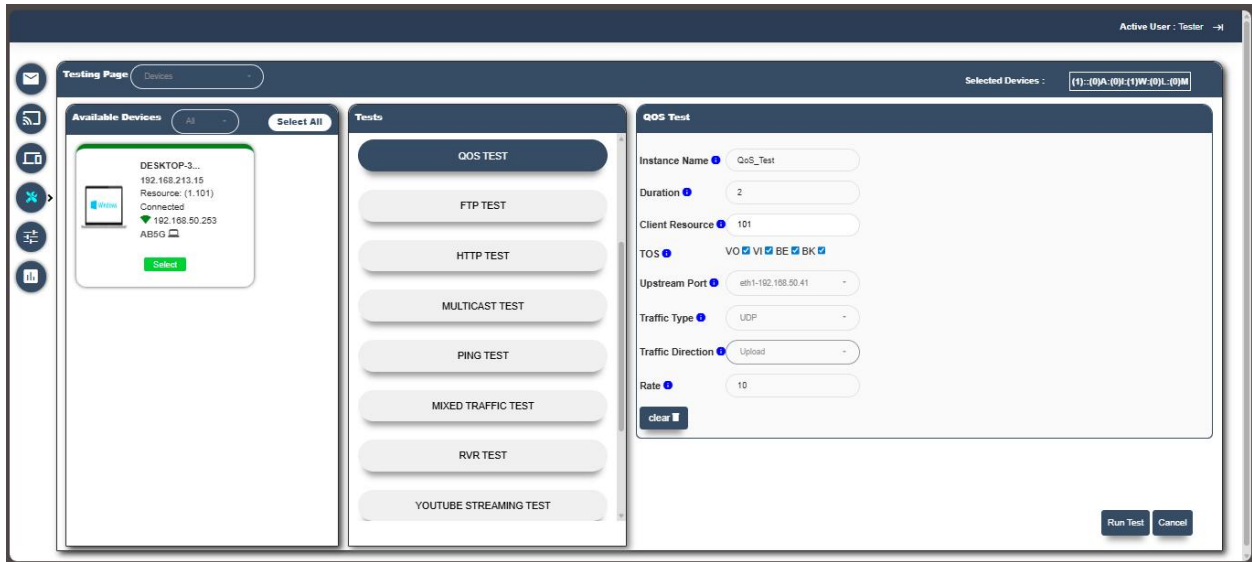 Active User : Tester
Testing Page Devices
Selected Devices : (1)::(0)A:(0)I:(1)W:(0)L:(0)M
Available Devices All Select All
DESKTOP-3...
192.168.213.15
Resource: (1.101)
Connected
192.168.50.253
AB5G
Windows
Select
Tests
QOS TEST
FTP TEST
HTTP TEST
MULTICAST TEST
PING TEST
MIXED TRAFFIC TEST
RVR TEST
YOUTUBE STREAMING TEST
QOS Test
Instance Name QoS_Test
Duration 2
Client Resource 101
TOS VO VI BE BK
Upstream Port eth1-192.168.50.41
Traffic Type UDP
Traffic Direction Upload
Rate 10
clear
Run Test Cancel